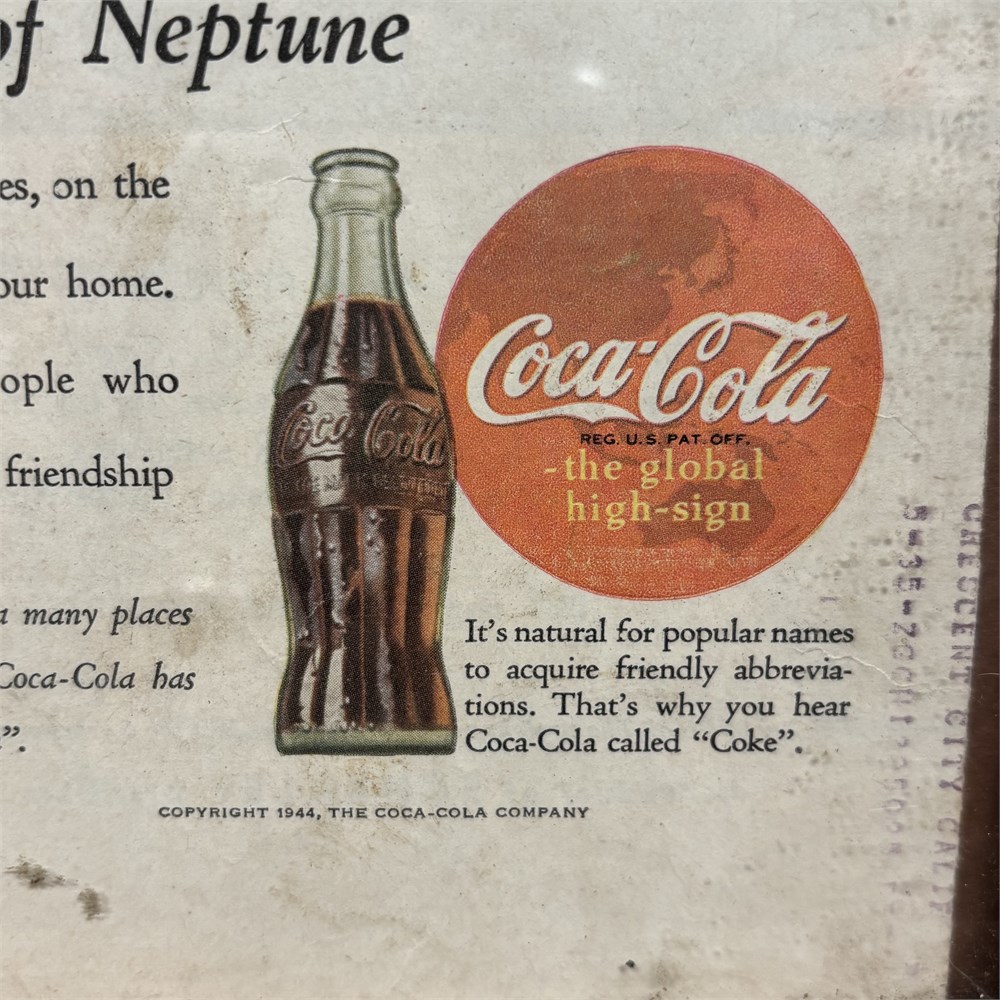 of Neptune
es, on the
our home.
ople who
friendship
many places
Coca-Cola has
”.
Coca-Cola
Coca-Cola
REG. U.S. PAT. OFF.
-the global
high-sign
It's natural for popular names
to acquire friendly abbrevia-
tions. That's why you hear
Coca-Cola called “Coke”.
COPYRIGHT 1944, THE COCA-COLA COMPANY
CRESCENT CITY CALIF